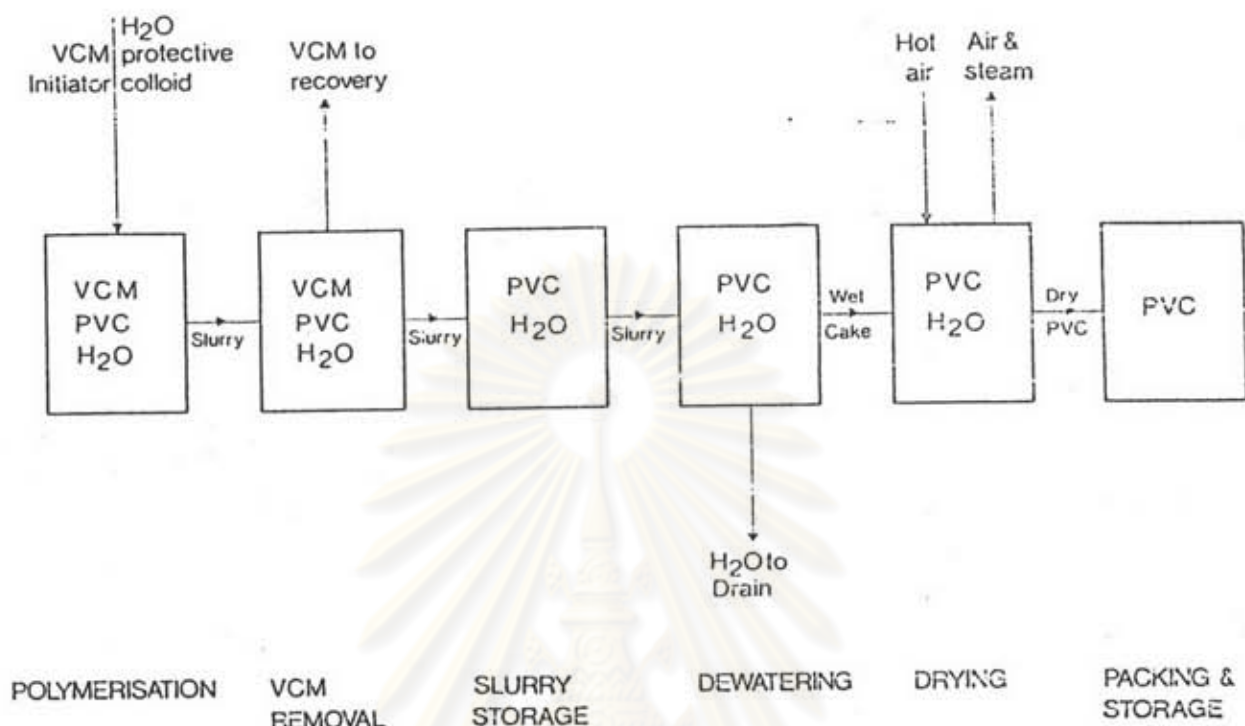 H2O
VCM protective
Initiator colloid
VCM to
recovery
Hot
air
Air &
steam
VCM
PVC
H2O
Slurry
VCM
PVC
H2O
Slurry
PVC
H2O
Slurry
PVC
H2O
Wet
Cake
PVC
H2O
Dry
PVC
PVC
H2O to
Drain
POLYMERISATION
VCM
REMOVAL
SLURRY
STORAGE
DEWATERING
DRYING
PACKING &
STORAGE